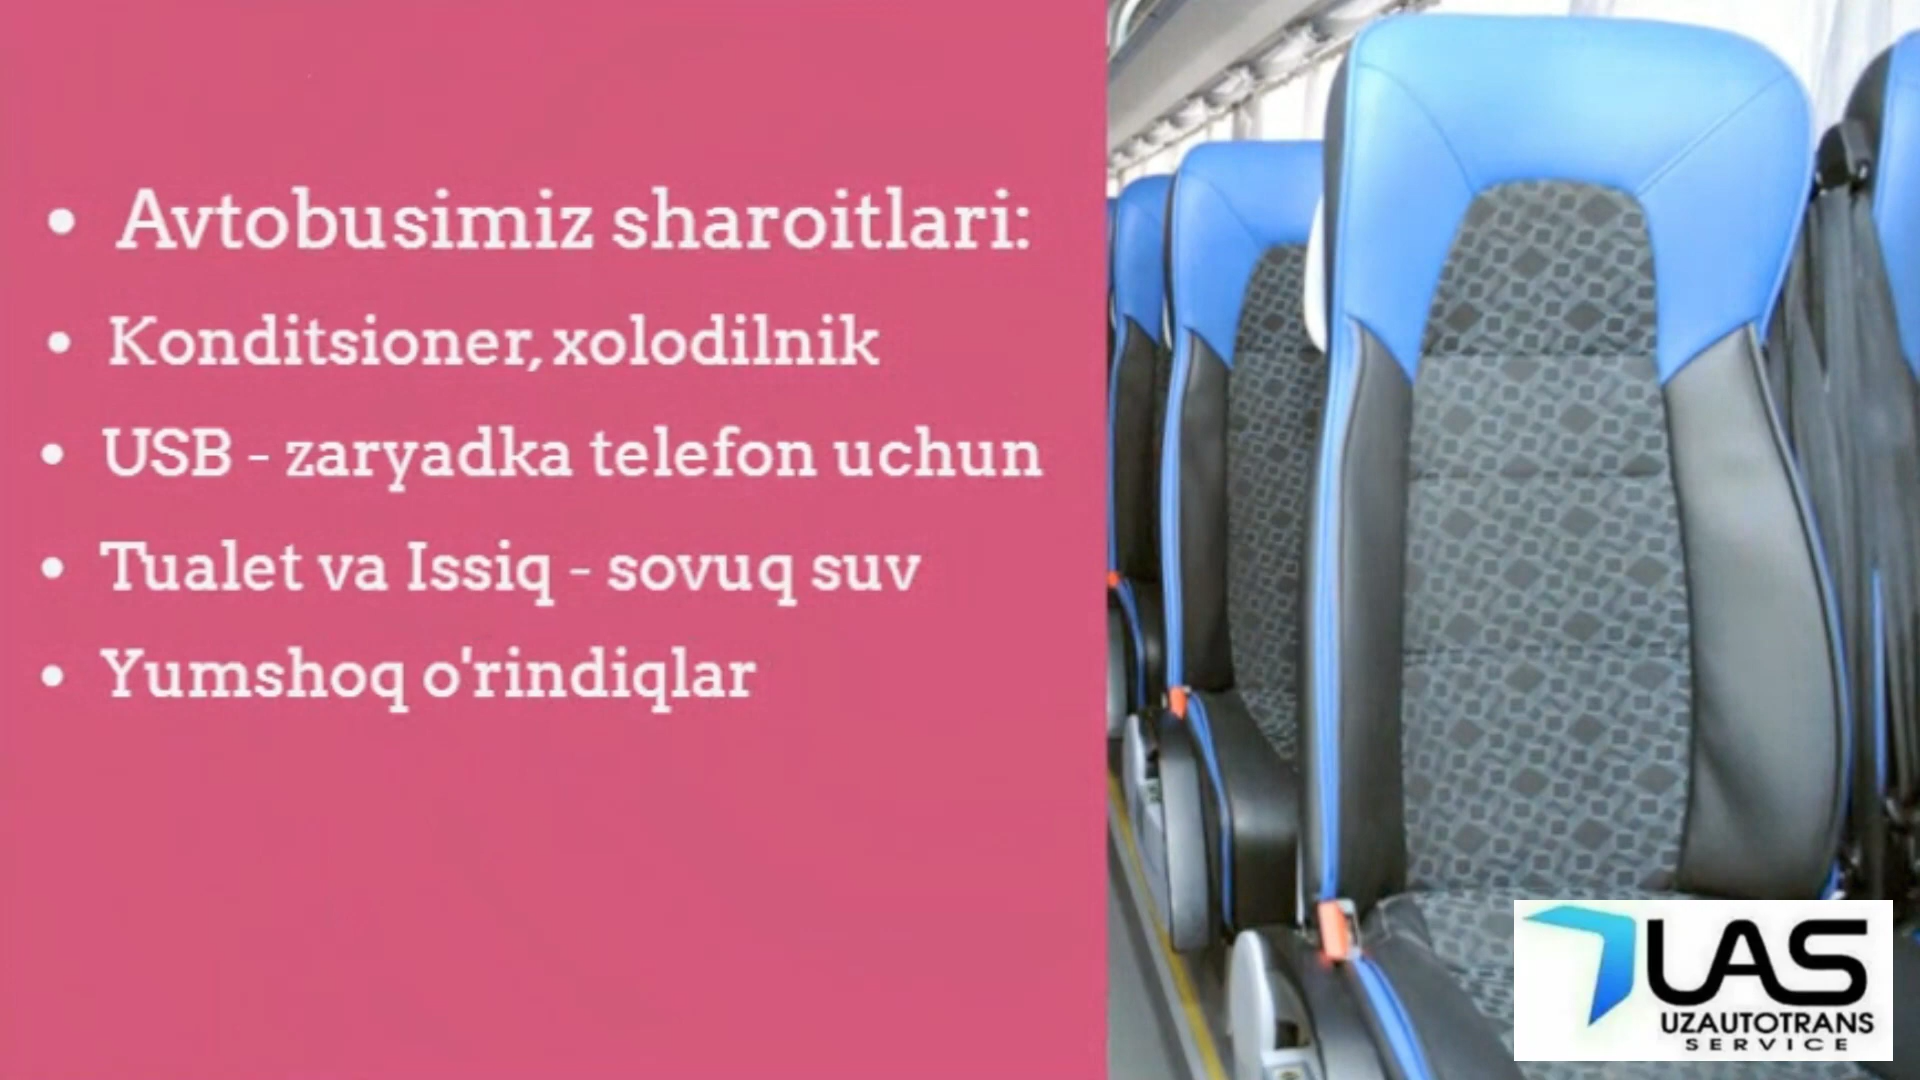 • Avtobusimiz sharoitlari:
• Konditsioner, xolodilnik
• USB - zaryadka telefon uchun
• Tualet va Issiq - sovuq suv
• Yumshoq o'rindiqlar
UAS
UZAUTOTRANS
SERVICE